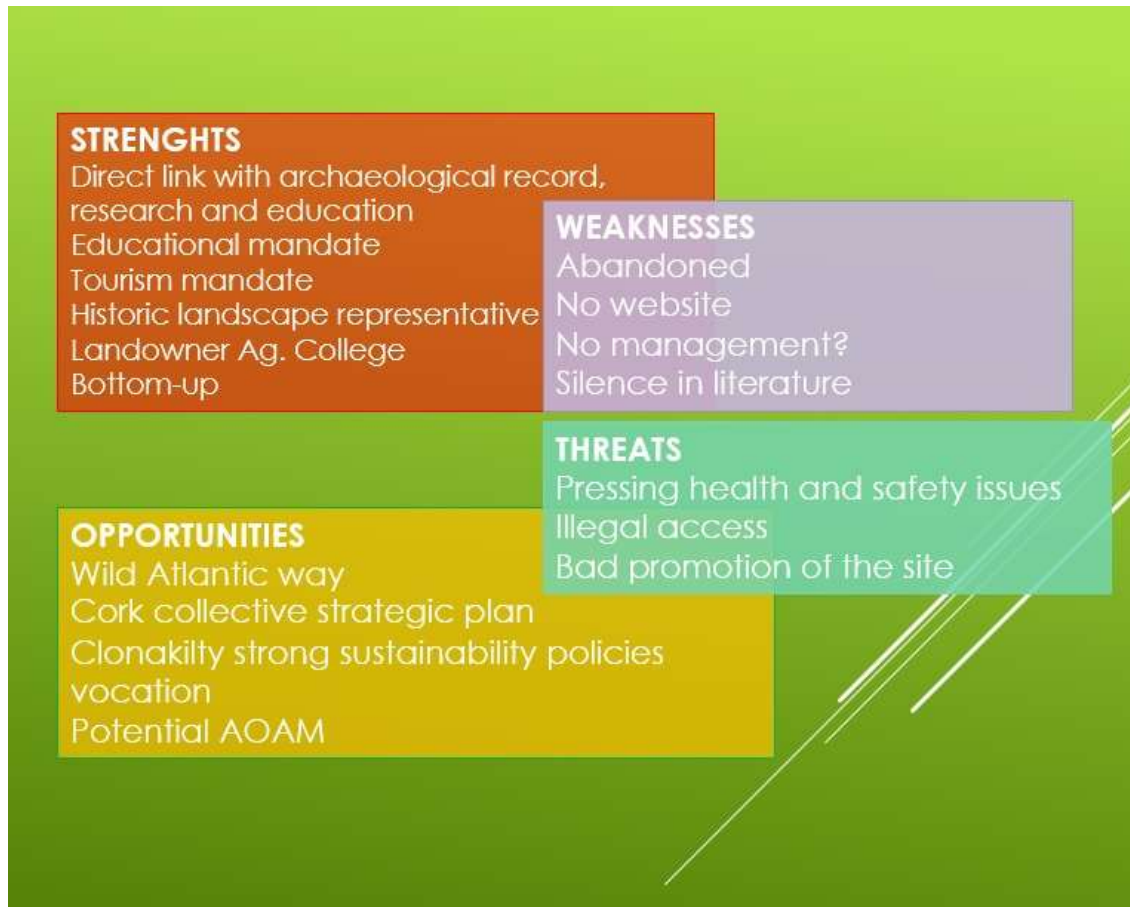 STRENGHTS
Direct link with archaeological record,
research and education
Educational mandate
Tourism mandate
Historic landscape representative
Landowner Ag. College
Bottom-up
WEAKNESSES
Abandoned
No website
No management?
Silence in literature
THREATS
Pressing health and safety issues
Illegal access
Bad promotion of the site
OPPORTUNITIES
Wild Atlantic way
Cork collective strategic plan
Clonakilty strong sustainability policies
vocation
Potential AOAM